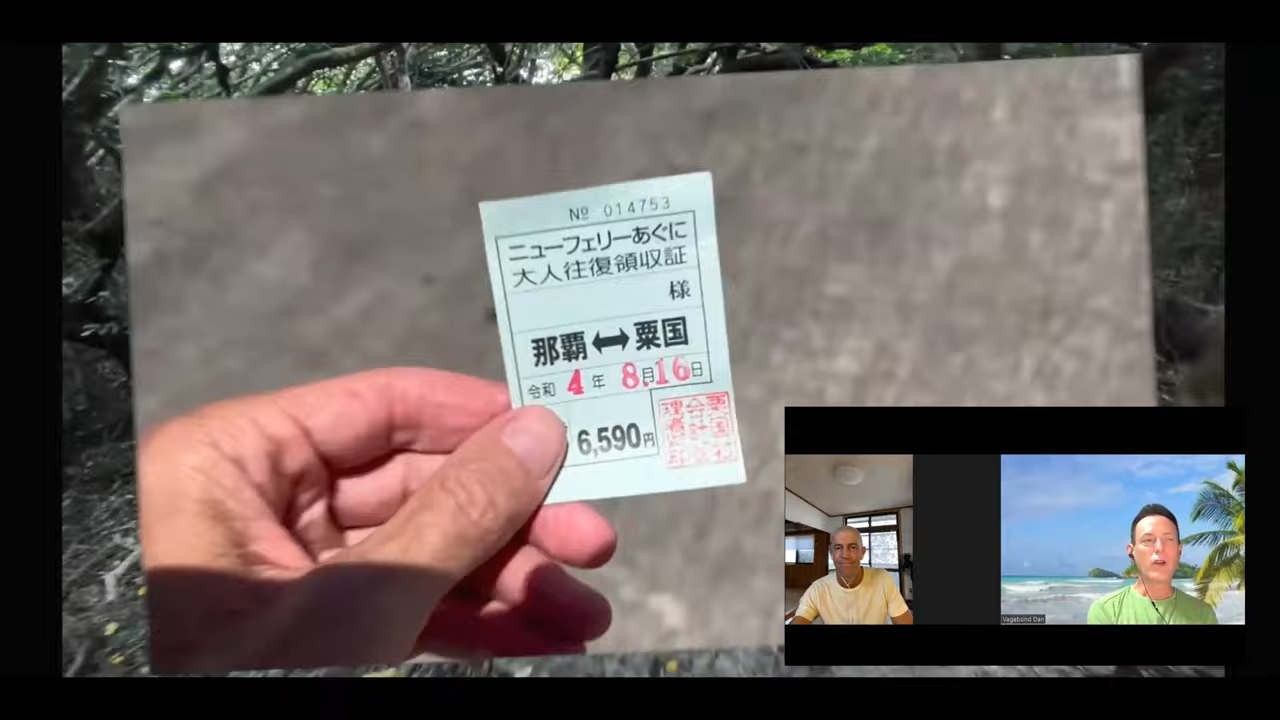 Nº 014753
ニューフェリーあぐに
大人往復領収証
様
那覇↔粟国
令和 4 年 8月16日
6,590円
Vagabond Dan